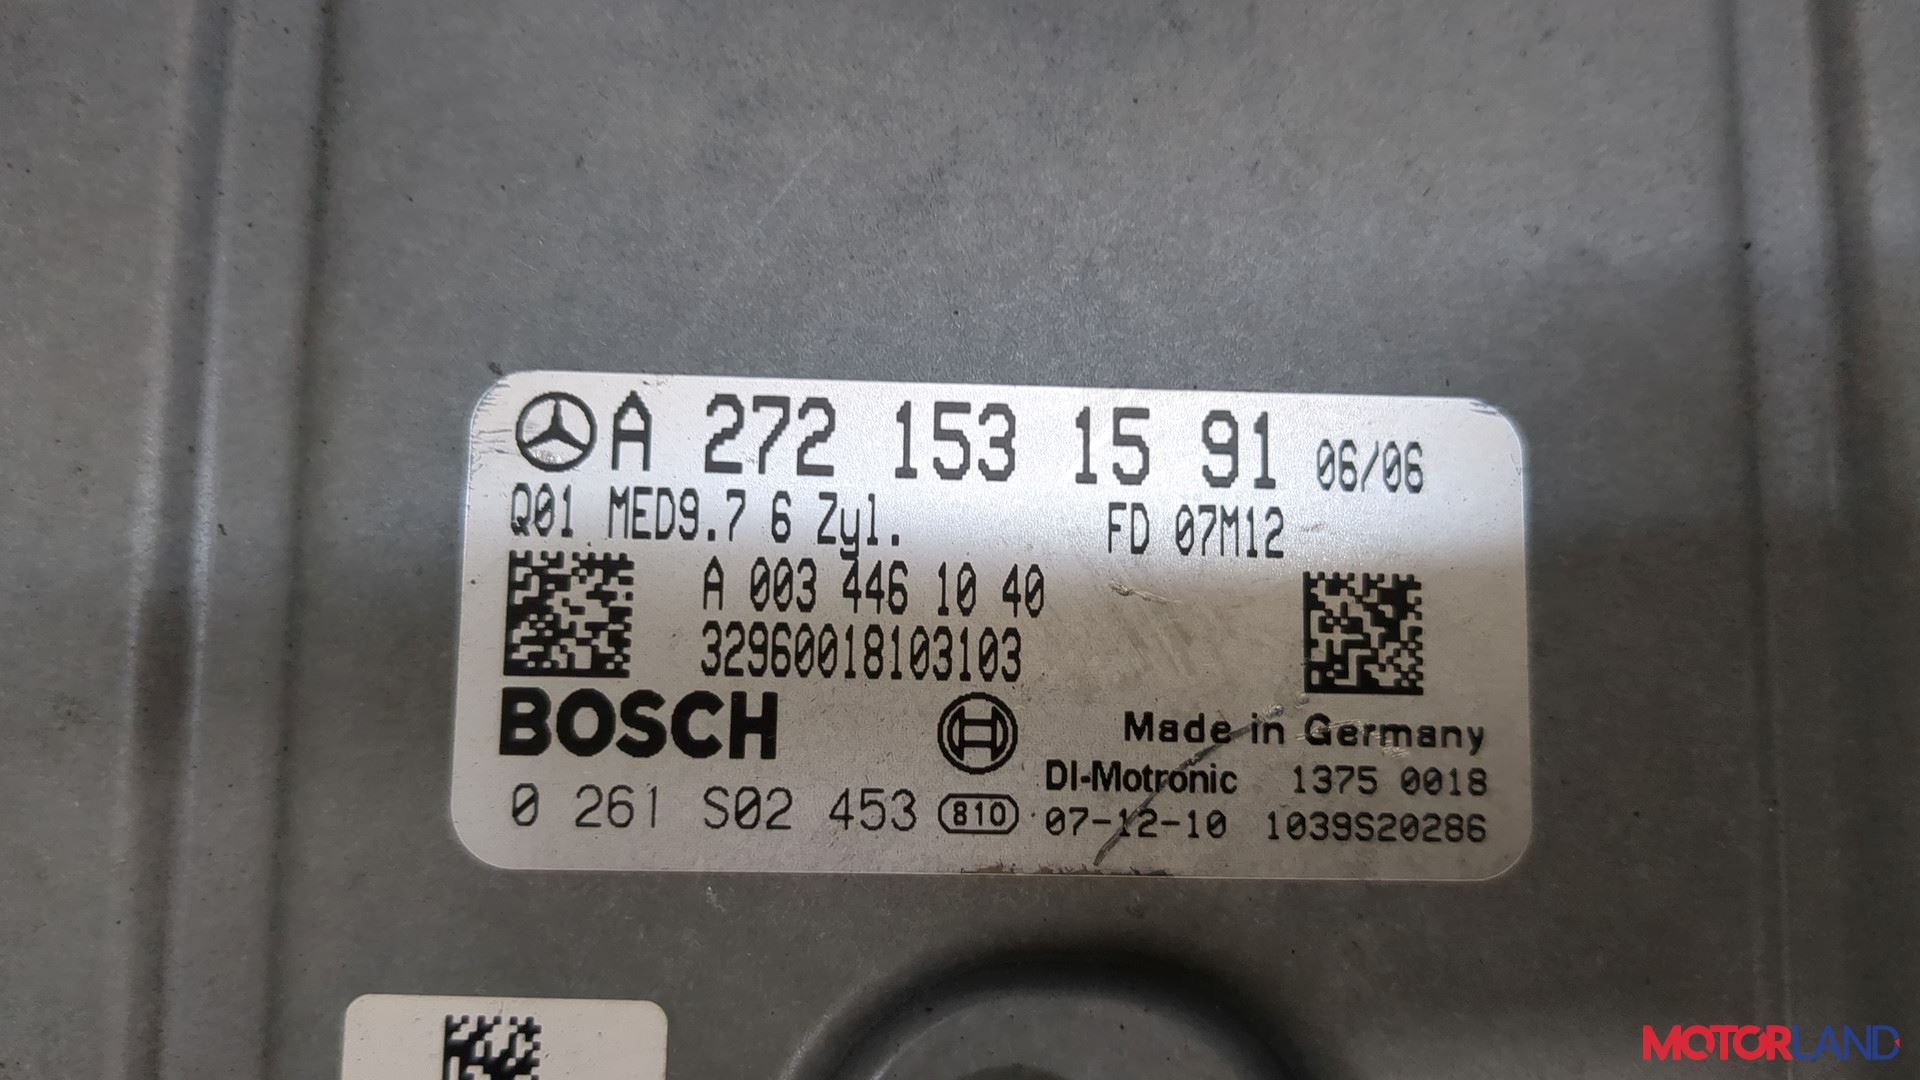 A 272 153 15 91 06/06
Q01 MED9.7 6 Zyl. FD 07M12
A 003 446 10 40
32960018103103
BOSCH Made in Germany
DI-Motronic 1375 0018
0 261 S02 453 810 07-12-10 1039S20286
MOTORLAND